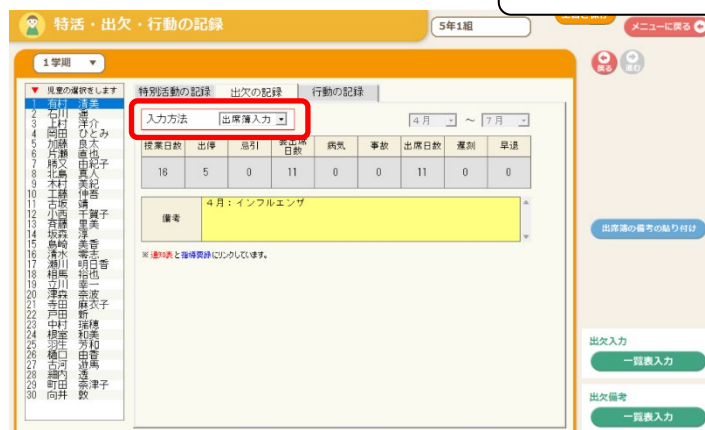 特活・出欠・行動の記録
5年1組
メニューに戻る
1学期 ▼
戻る 進む
▼ 児童の選択をします
1 有村 清美
2 石川 遥
3 上村 洋介
4 岡田 ひとみ
5 加藤 良太
6 片瀬 直也
7 勝又 由紀子
8 北島 真人
9 木村 美紀
10 工藤 伸吾
11 古坂 靖
12 小西 千賀子
13 斉藤 里美
14 坂森 淳
15 島崎 美香
16 清水 零志
17 瀬川 明日香
18 相馬 裕也
19 立川 幸一
20 津森 奈波
21 寺田 麻衣子
22 戸田 新
23 中村 瑞穂
24 根室 和美
25 羽生 芳和
26 樋口 由香
27 古河 遊馬
28 細内 透
29 町田 奈津子
30 向井 敦
特別活動の記録 出欠の記録 行動の記録
入力方法 出席簿入力
4月 ～ 7月
授業日数 出停 忌引 要出席日数 病気 事故 出席日数 遅刻 早退
16 5 0 11 0 0 11 0 0
備考
4月：インフルエンザ
※通知表と指導要録にリンクしています。
出席簿の備考の貼り付け
出欠入力
一覧表入力
出欠備考
一覧表入力